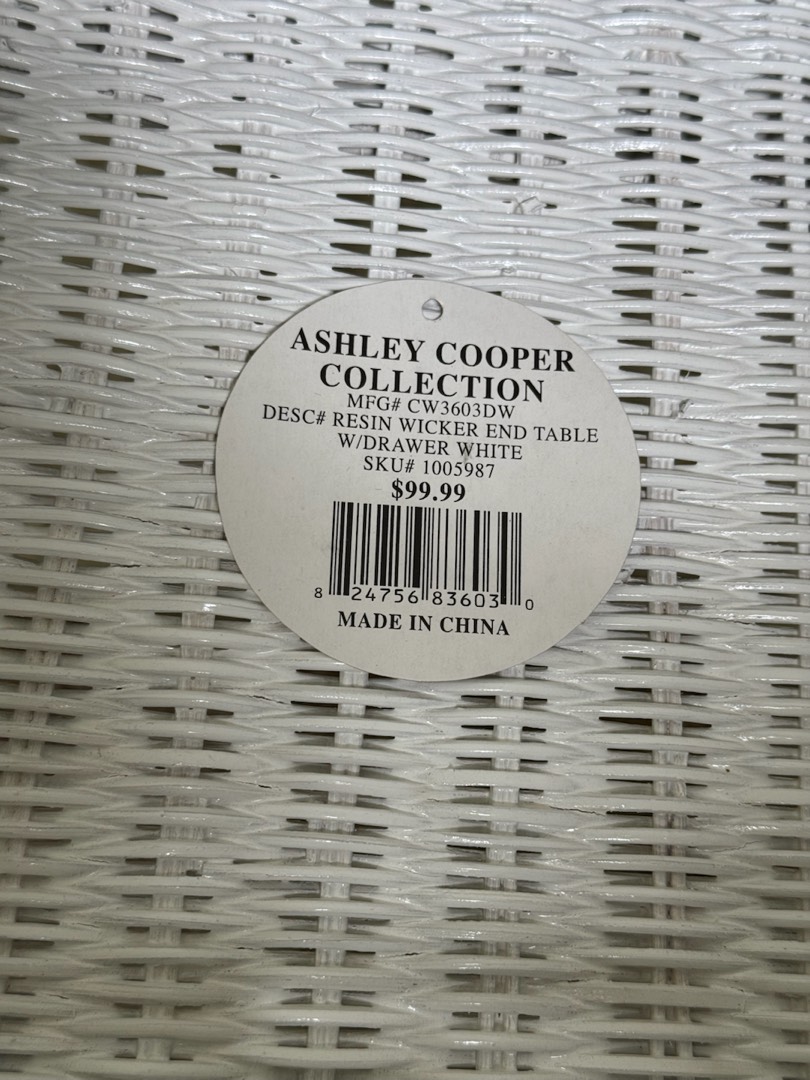 ASHLEY COOPER
COLLECTION
MFG# CW3603DW
DESC# RESIN WICKER END TABLE
W/DRAWER WHITE
SKU# 1005987
$99.99
8 24756 83603 0
MADE IN CHINA